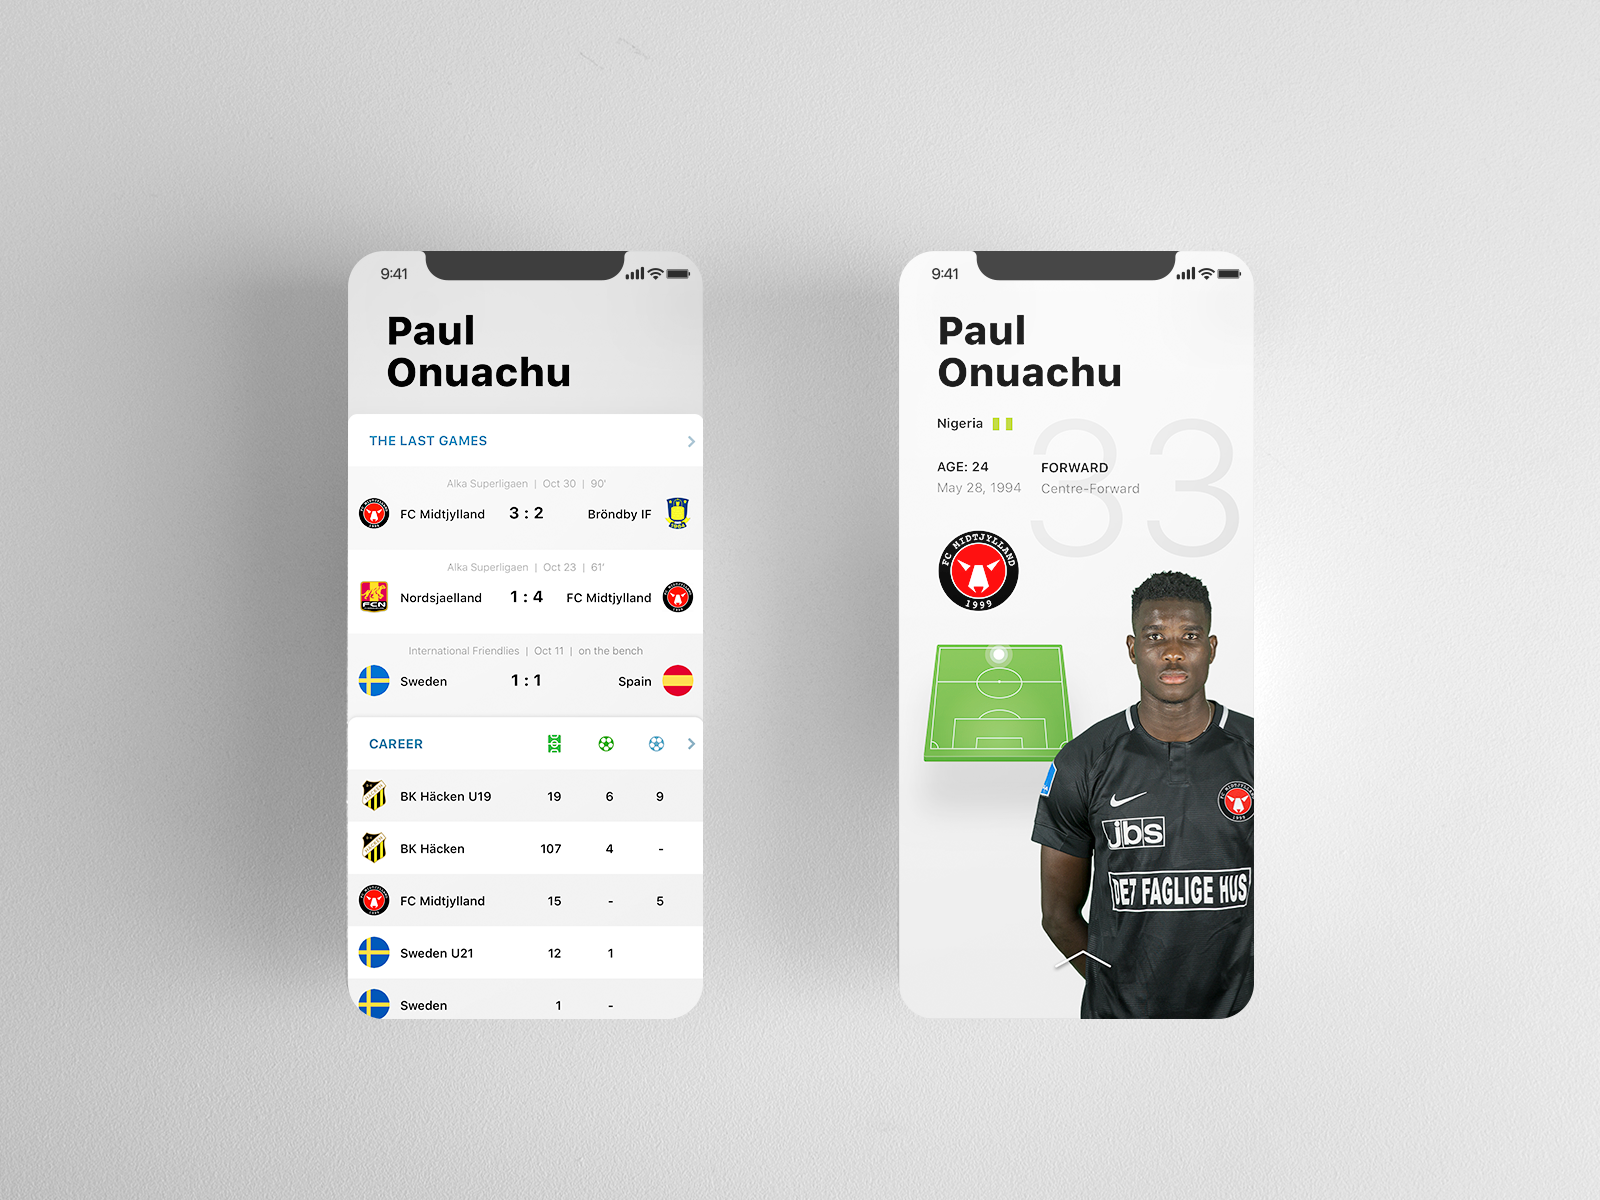 9:41
Paul
Onuachu
THE LAST GAMES
Alka Superligaen | Oct 30 | 90'
FC Midtjylland 3 : 2 Bröndby IF
Alka Superligaen | Oct 23 | 61'
FCN
Nordsjaelland 1 : 4 FC Midtjylland
International Friendlies | Oct 11 | on the bench
Sweden 1 : 1 Spain
CAREER
BK Häcken U19 19 6 9
BK Häcken 107 4 -
FC Midtjylland 15 - 5
Sweden U21 12 1
Sweden 1 -
9:41
Paul
Onuachu
Nigeria
33
AGE: 24 FORWARD
May 28, 1994 Centre-Forward
FC MIDTJYLLAND
1999
jbs
DET FAGLIGE HUS